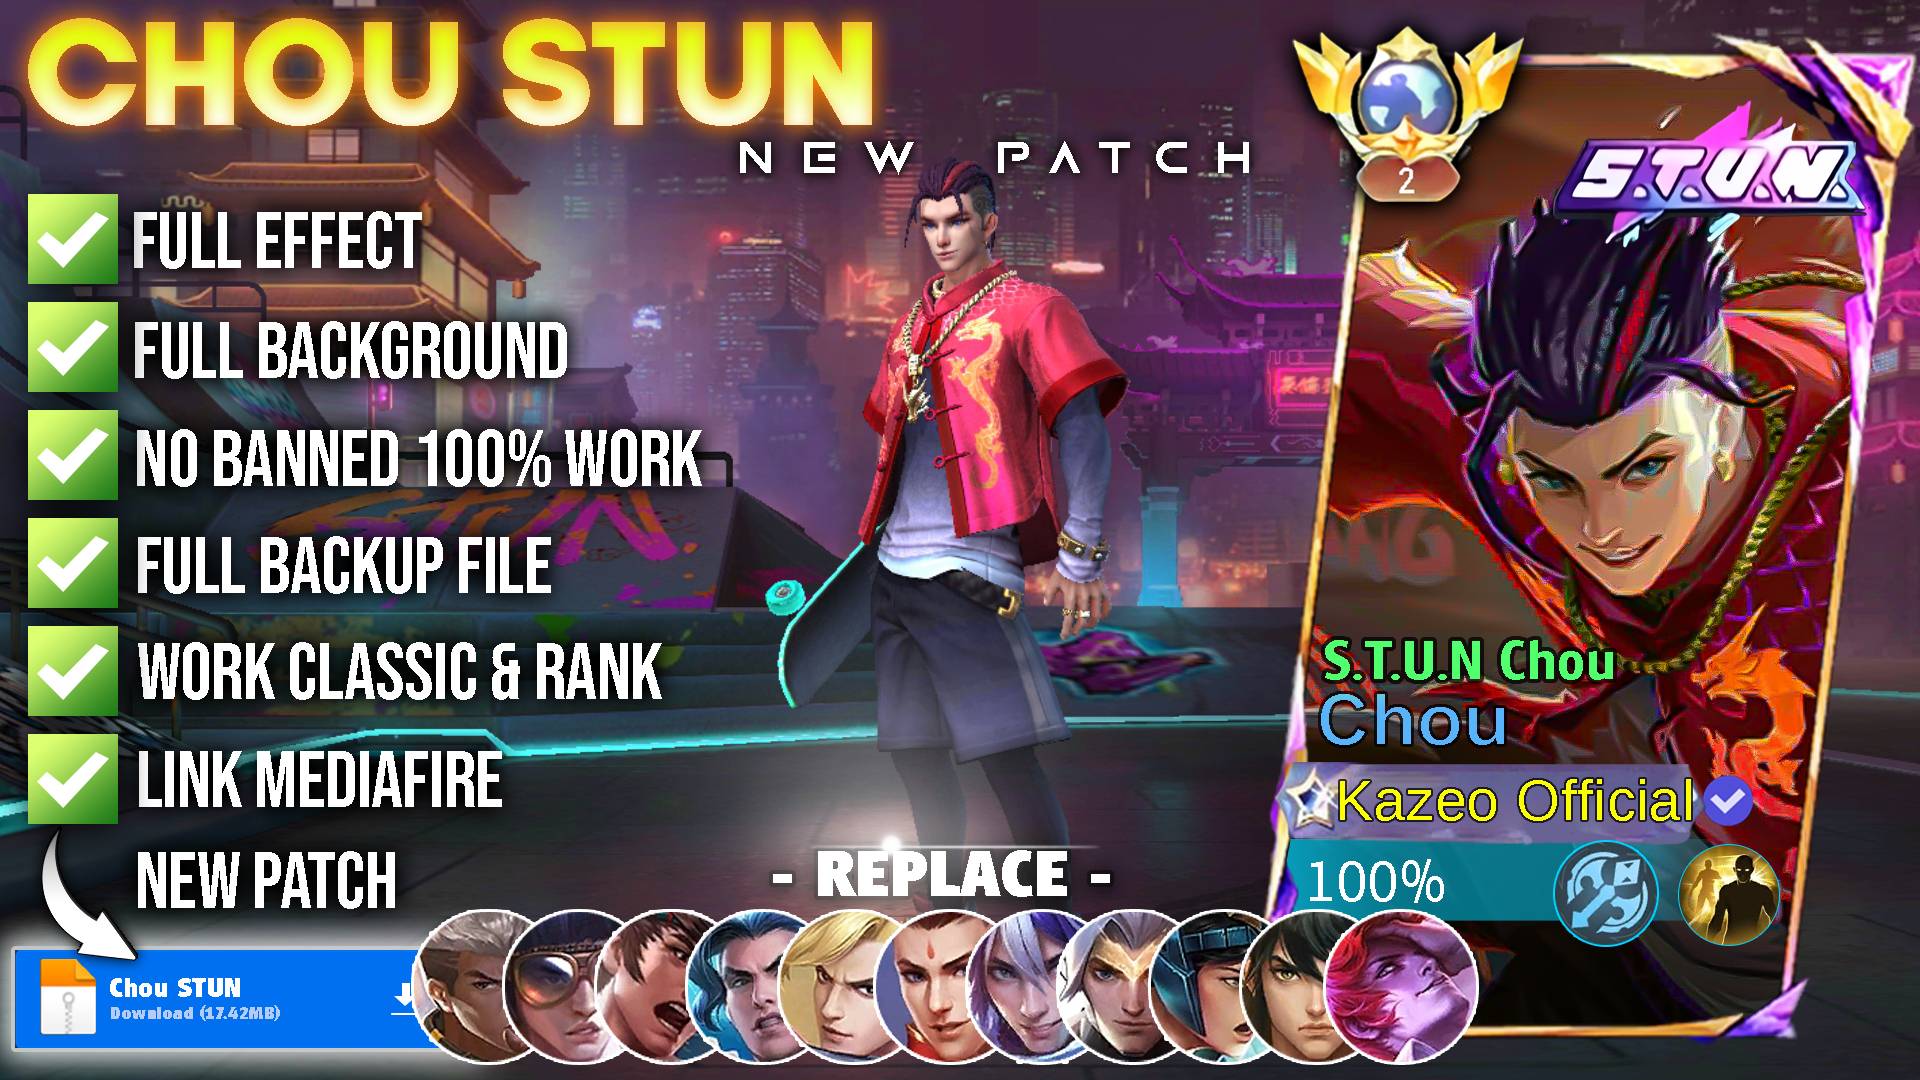 CHOU STUN
NEW PATCH
FULL EFFECT
FULL BACKGROUND
NO BANNED 100% WORK
FULL BACKUP FILE
WORK CLASSIC & RANK
LINK MEDIAFIRE
NEW PATCH
Chou STUN
Download (17.42MB)
- REPLACE -
2
S.T.U.N.
S.T.U.N Chou
Chou
Kazeo Official
100%
STUN